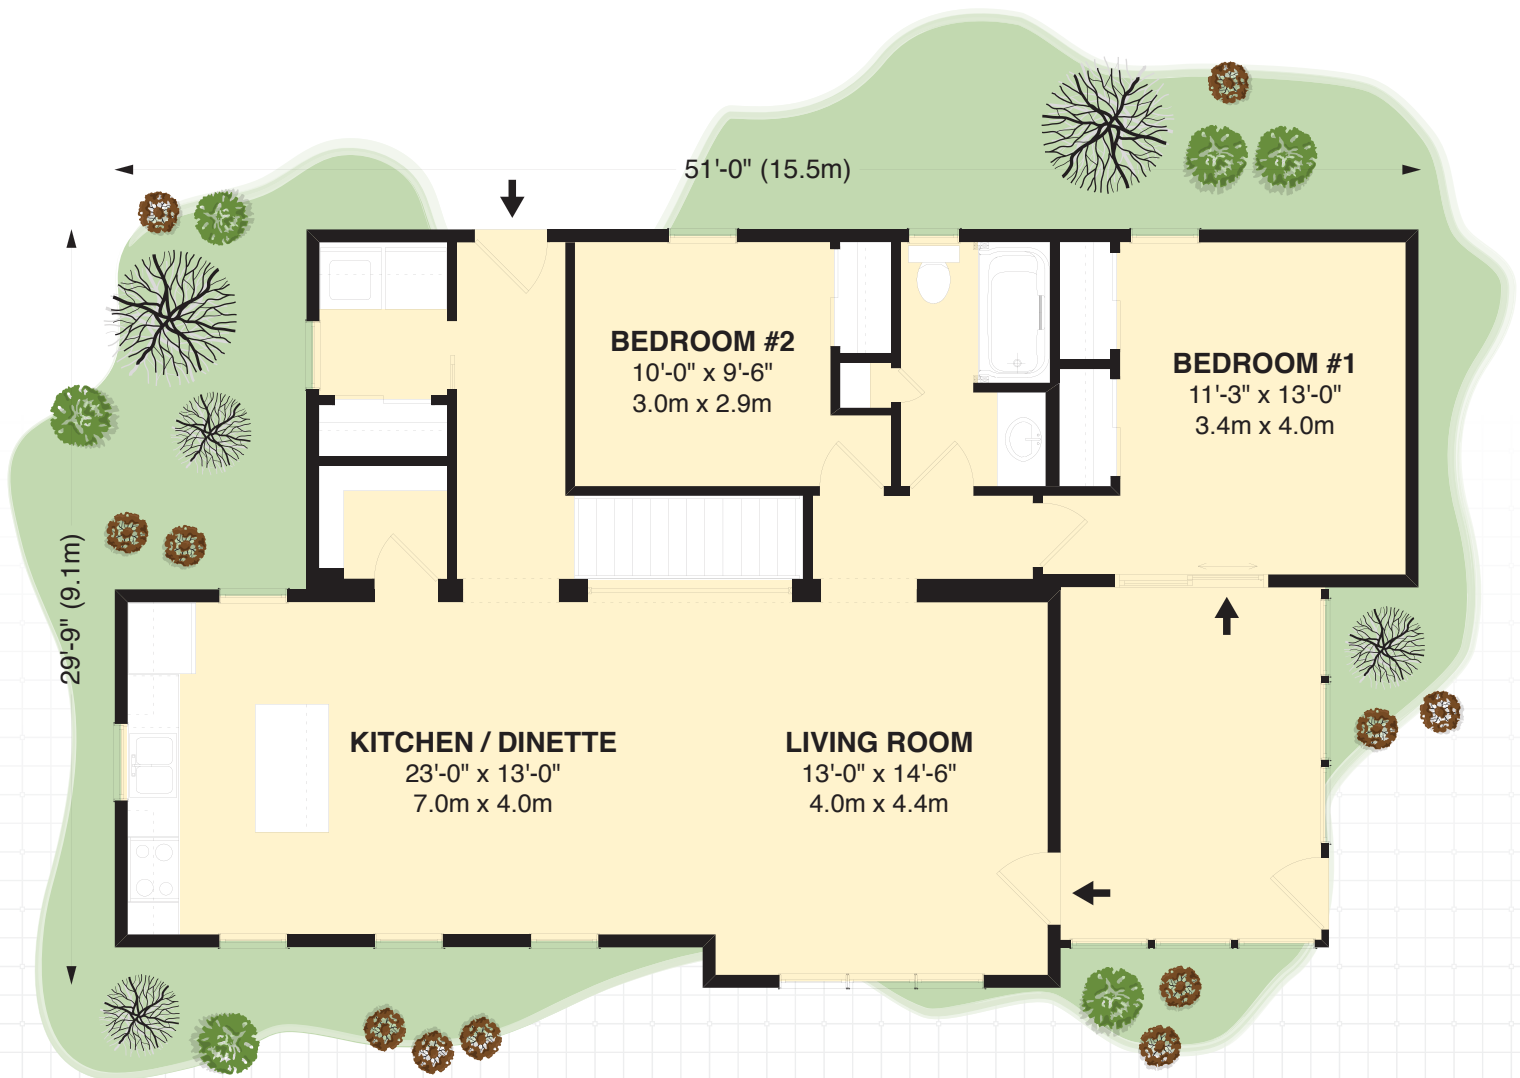 51'-0" (15.5m)
BEDROOM #2
10'-0" x 9'-6"
3.0m x 2.9m
BEDROOM #1
11'-3" x 13'-0"
3.4m x 4.0m
29'-9" (9.1m)
KITCHEN / DINETTE
23'-0" x 13'-0"
7.0m x 4.0m
LIVING ROOM
13'-0" x 14'-6"
4.0m x 4.4m